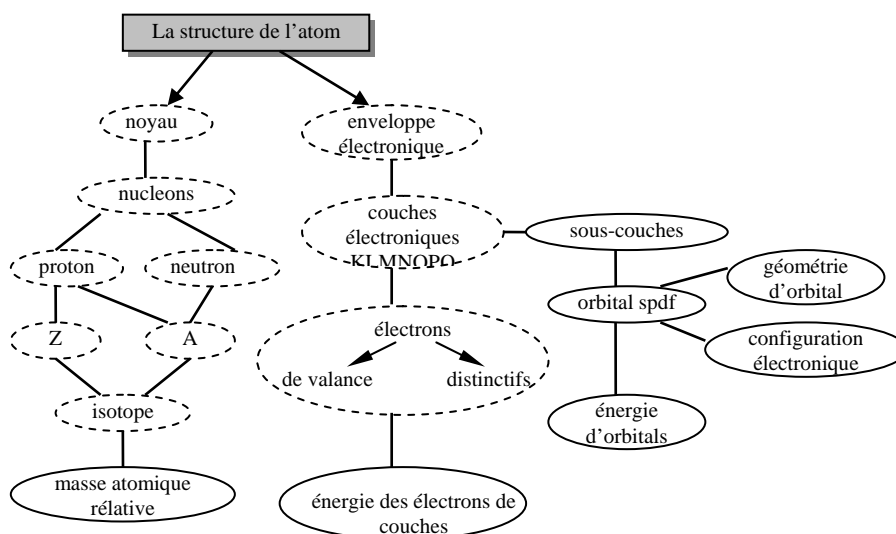 La structure de l'atom
noyau
enveloppe
électronique
nucleons
couches
électroniques
KLMNOPQ
sous-couches
proton
neutron
géométrie
d'orbital
orbital spdf
Z
A
électrons
configuration
électronique
de valance
distinctifs
isotope
énergie
d'orbitals
masse atomique
rélative
énergie des électrons de
couches